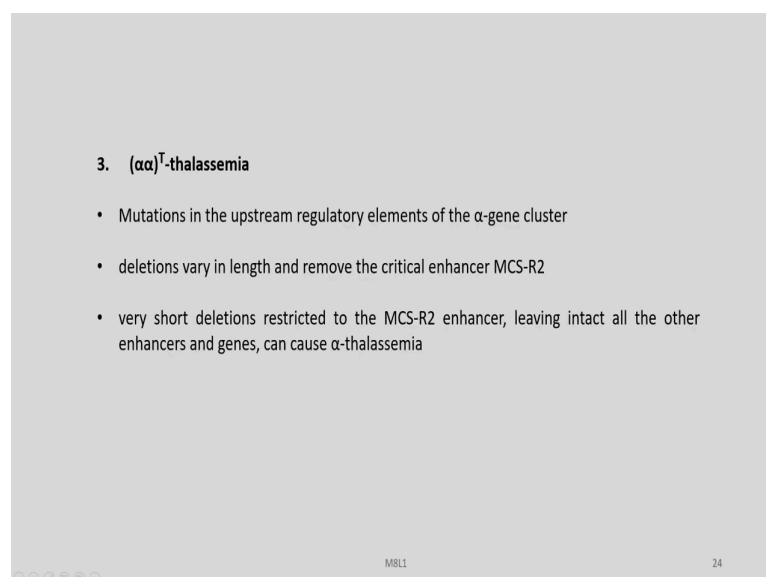 3. (αα)ᵀ-thalassemia
• Mutations in the upstream regulatory elements of the α-gene cluster
• deletions vary in length and remove the critical enhancer MCS-R2
• very short deletions restricted to the MCS-R2 enhancer, leaving intact all the other
enhancers and genes, can cause α-thalassemia
M8L1 24